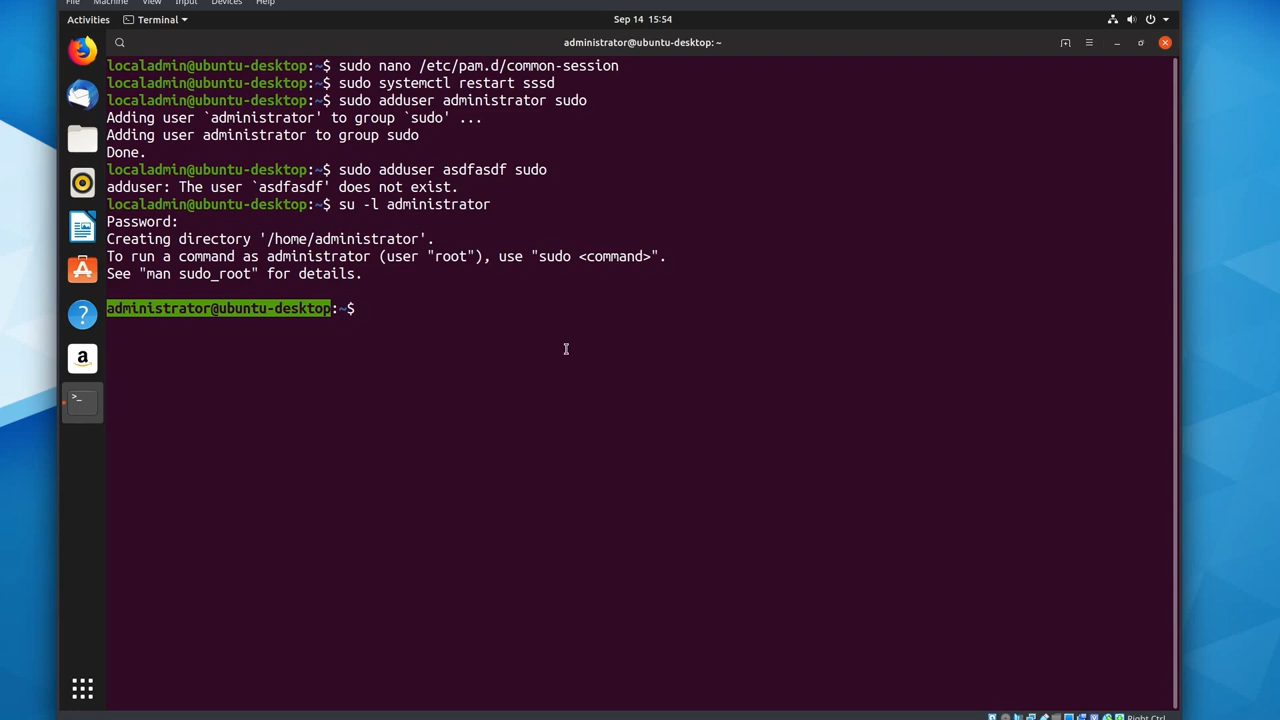 File Machine View Input Devices Help
Activities Terminal Sep 14 15:54
administrator@ubuntu-desktop: ~
localadmin@ubuntu-desktop:~$ sudo nano /etc/pam.d/common-session
localadmin@ubuntu-desktop:~$ sudo systemctl restart sssd
localadmin@ubuntu-desktop:~$ sudo adduser administrator sudo
Adding user `administrator' to group `sudo' ...
Adding user administrator to group sudo
Done.
localadmin@ubuntu-desktop:~$ sudo adduser asdfasdf sudo
adduser: The user `asdfasdf' does not exist.
localadmin@ubuntu-desktop:~$ su -l administrator
Password:
Creating directory '/home/administrator'.
To run a command as administrator (user "root"), use "sudo <command>".
See "man sudo_root" for details.
administrator@ubuntu-desktop:~$
Right Ctrl